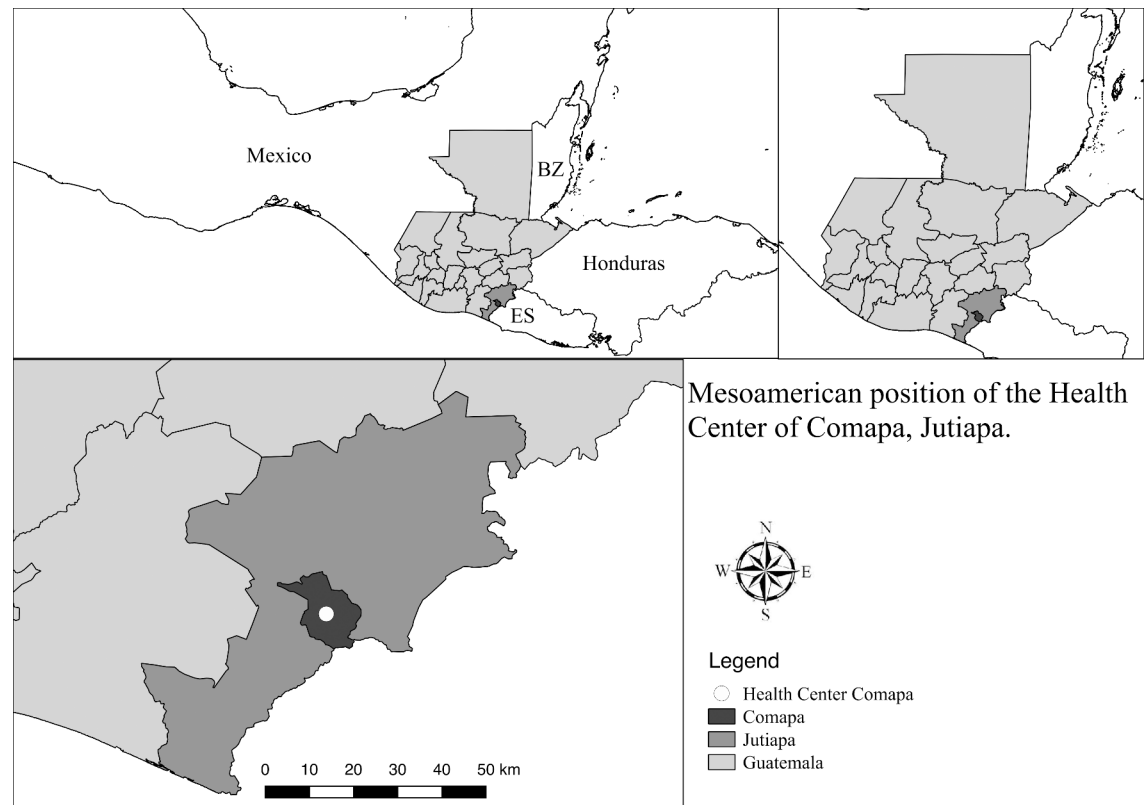 Mexico
BZ
Honduras
ES
Mesoamerican position of the Health
Center of Comapa, Jutiapa.
N
W E
S
Legend
Health Center Comapa
Comapa
Jutiapa
Guatemala
0 10 20 30 40 50 km